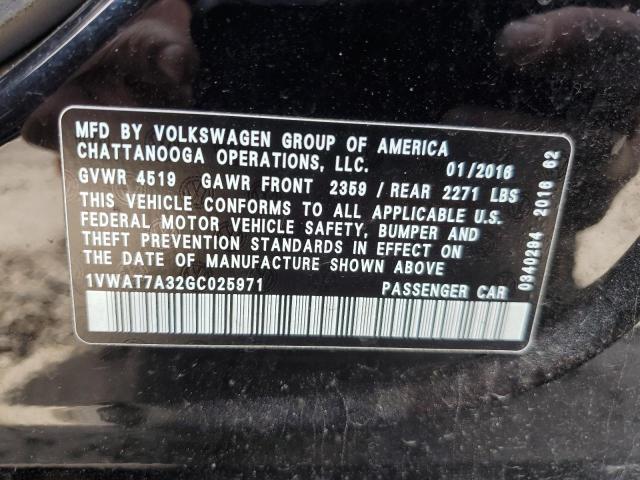 MFD BY VOLKSWAGEN GROUP OF AMERICA
CHATTANOOGA OPERATIONS, LLC. 01/2016
GVWR 4519 GAWR FRONT 2359 / REAR 2271 LBS
THIS VEHICLE CONFORMS TO ALL APPLICABLE U.S.
FEDERAL MOTOR VEHICLE SAFETY, BUMPER AND
THEFT PREVENTION STANDARDS IN EFFECT ON
THE DATE OF MANUFACTURE SHOWN ABOVE
1VWAT7A32GC025971 PASSENGER CAR
0340294 2016 62